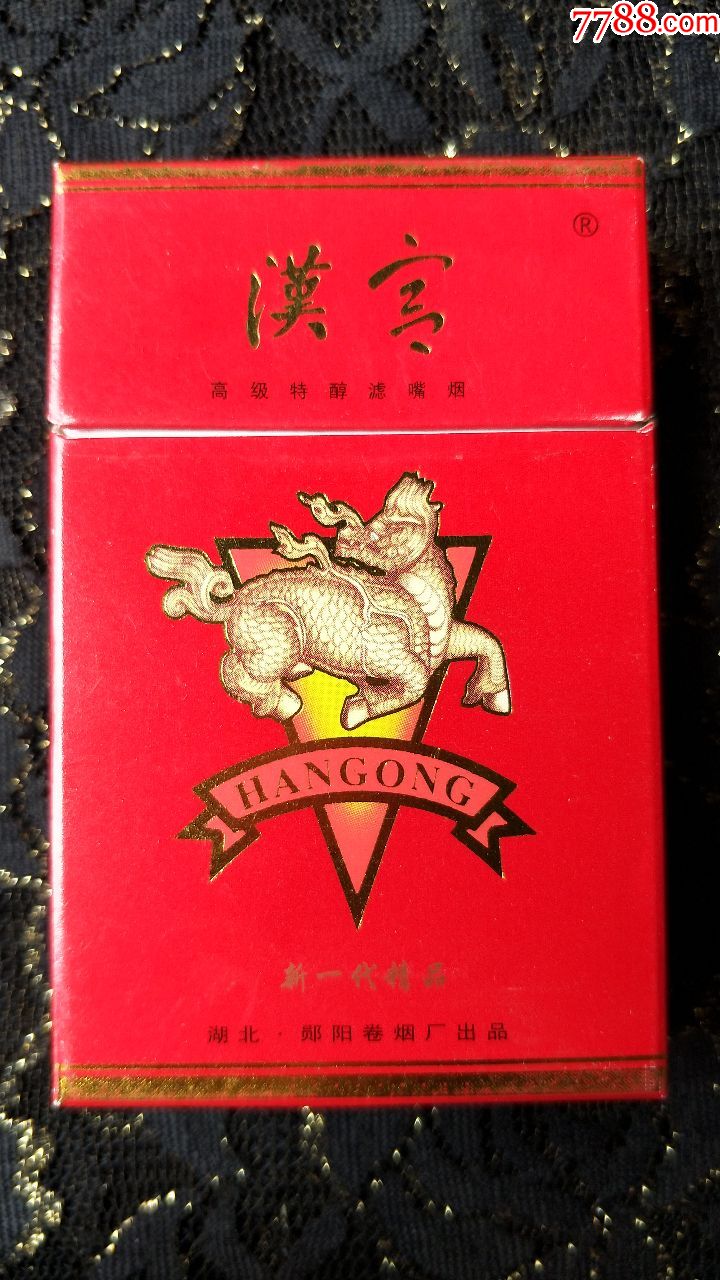 7788.com
®
漢宫
高级特醇滤嘴烟
HANGONG
新一代精品
湖北·郧阳卷烟厂出品